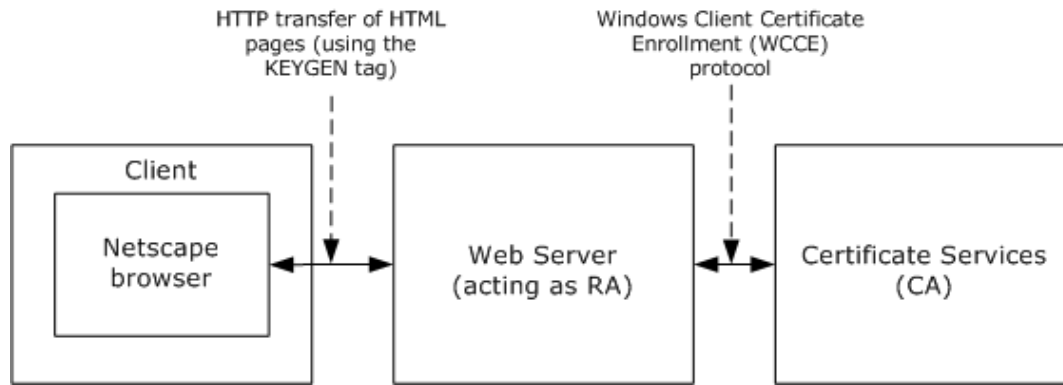 HTTP transfer of HTML
pages (using the
KEYGEN tag)
Windows Client Certificate
Enrollment (WCCE)
protocol
Client
Netscape
browser
Web Server
(acting as RA)
Certificate Services
(CA)